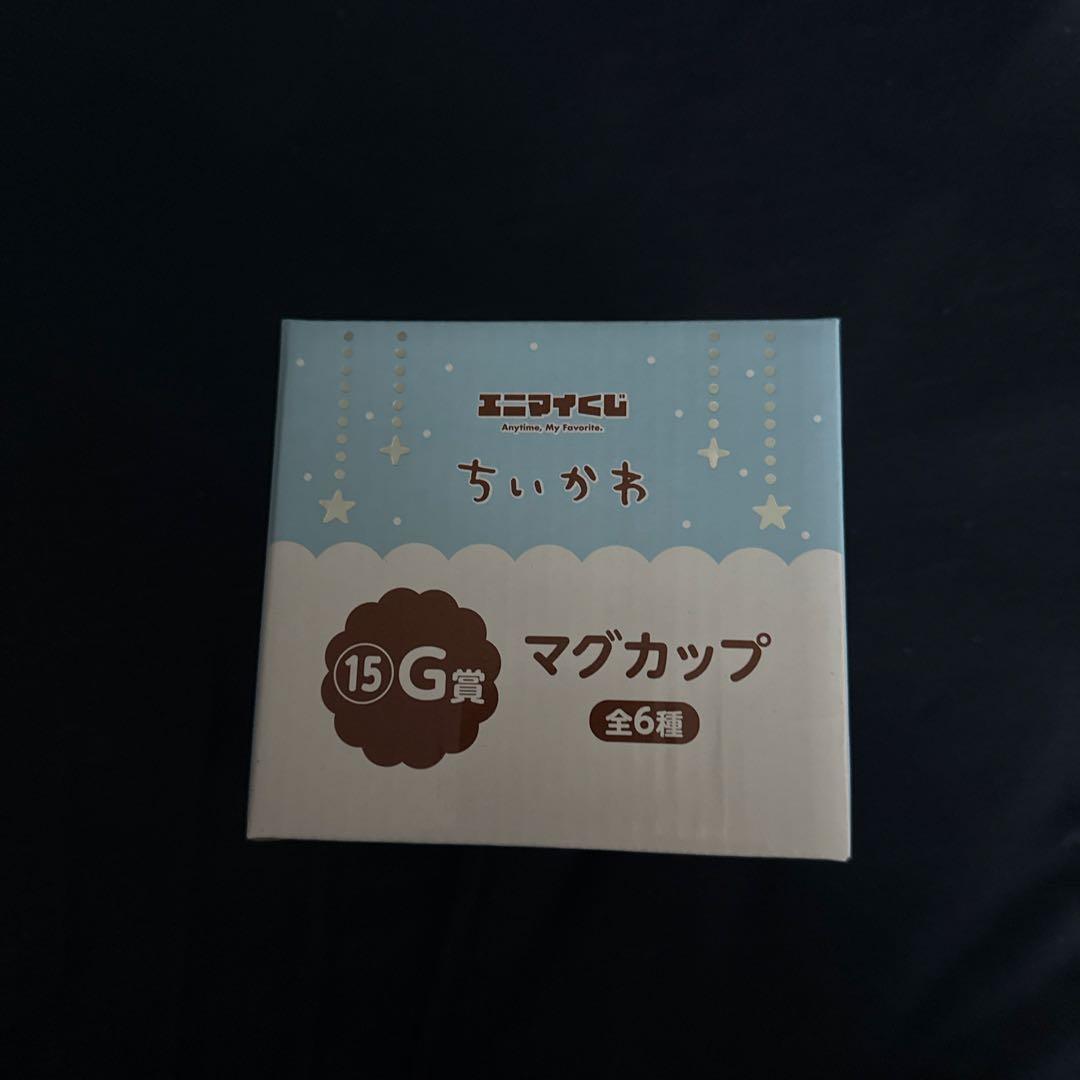 エニマイくじ
Anytime, My Favorite.
ちいかわ
⑮G賞
マグカップ
全6種